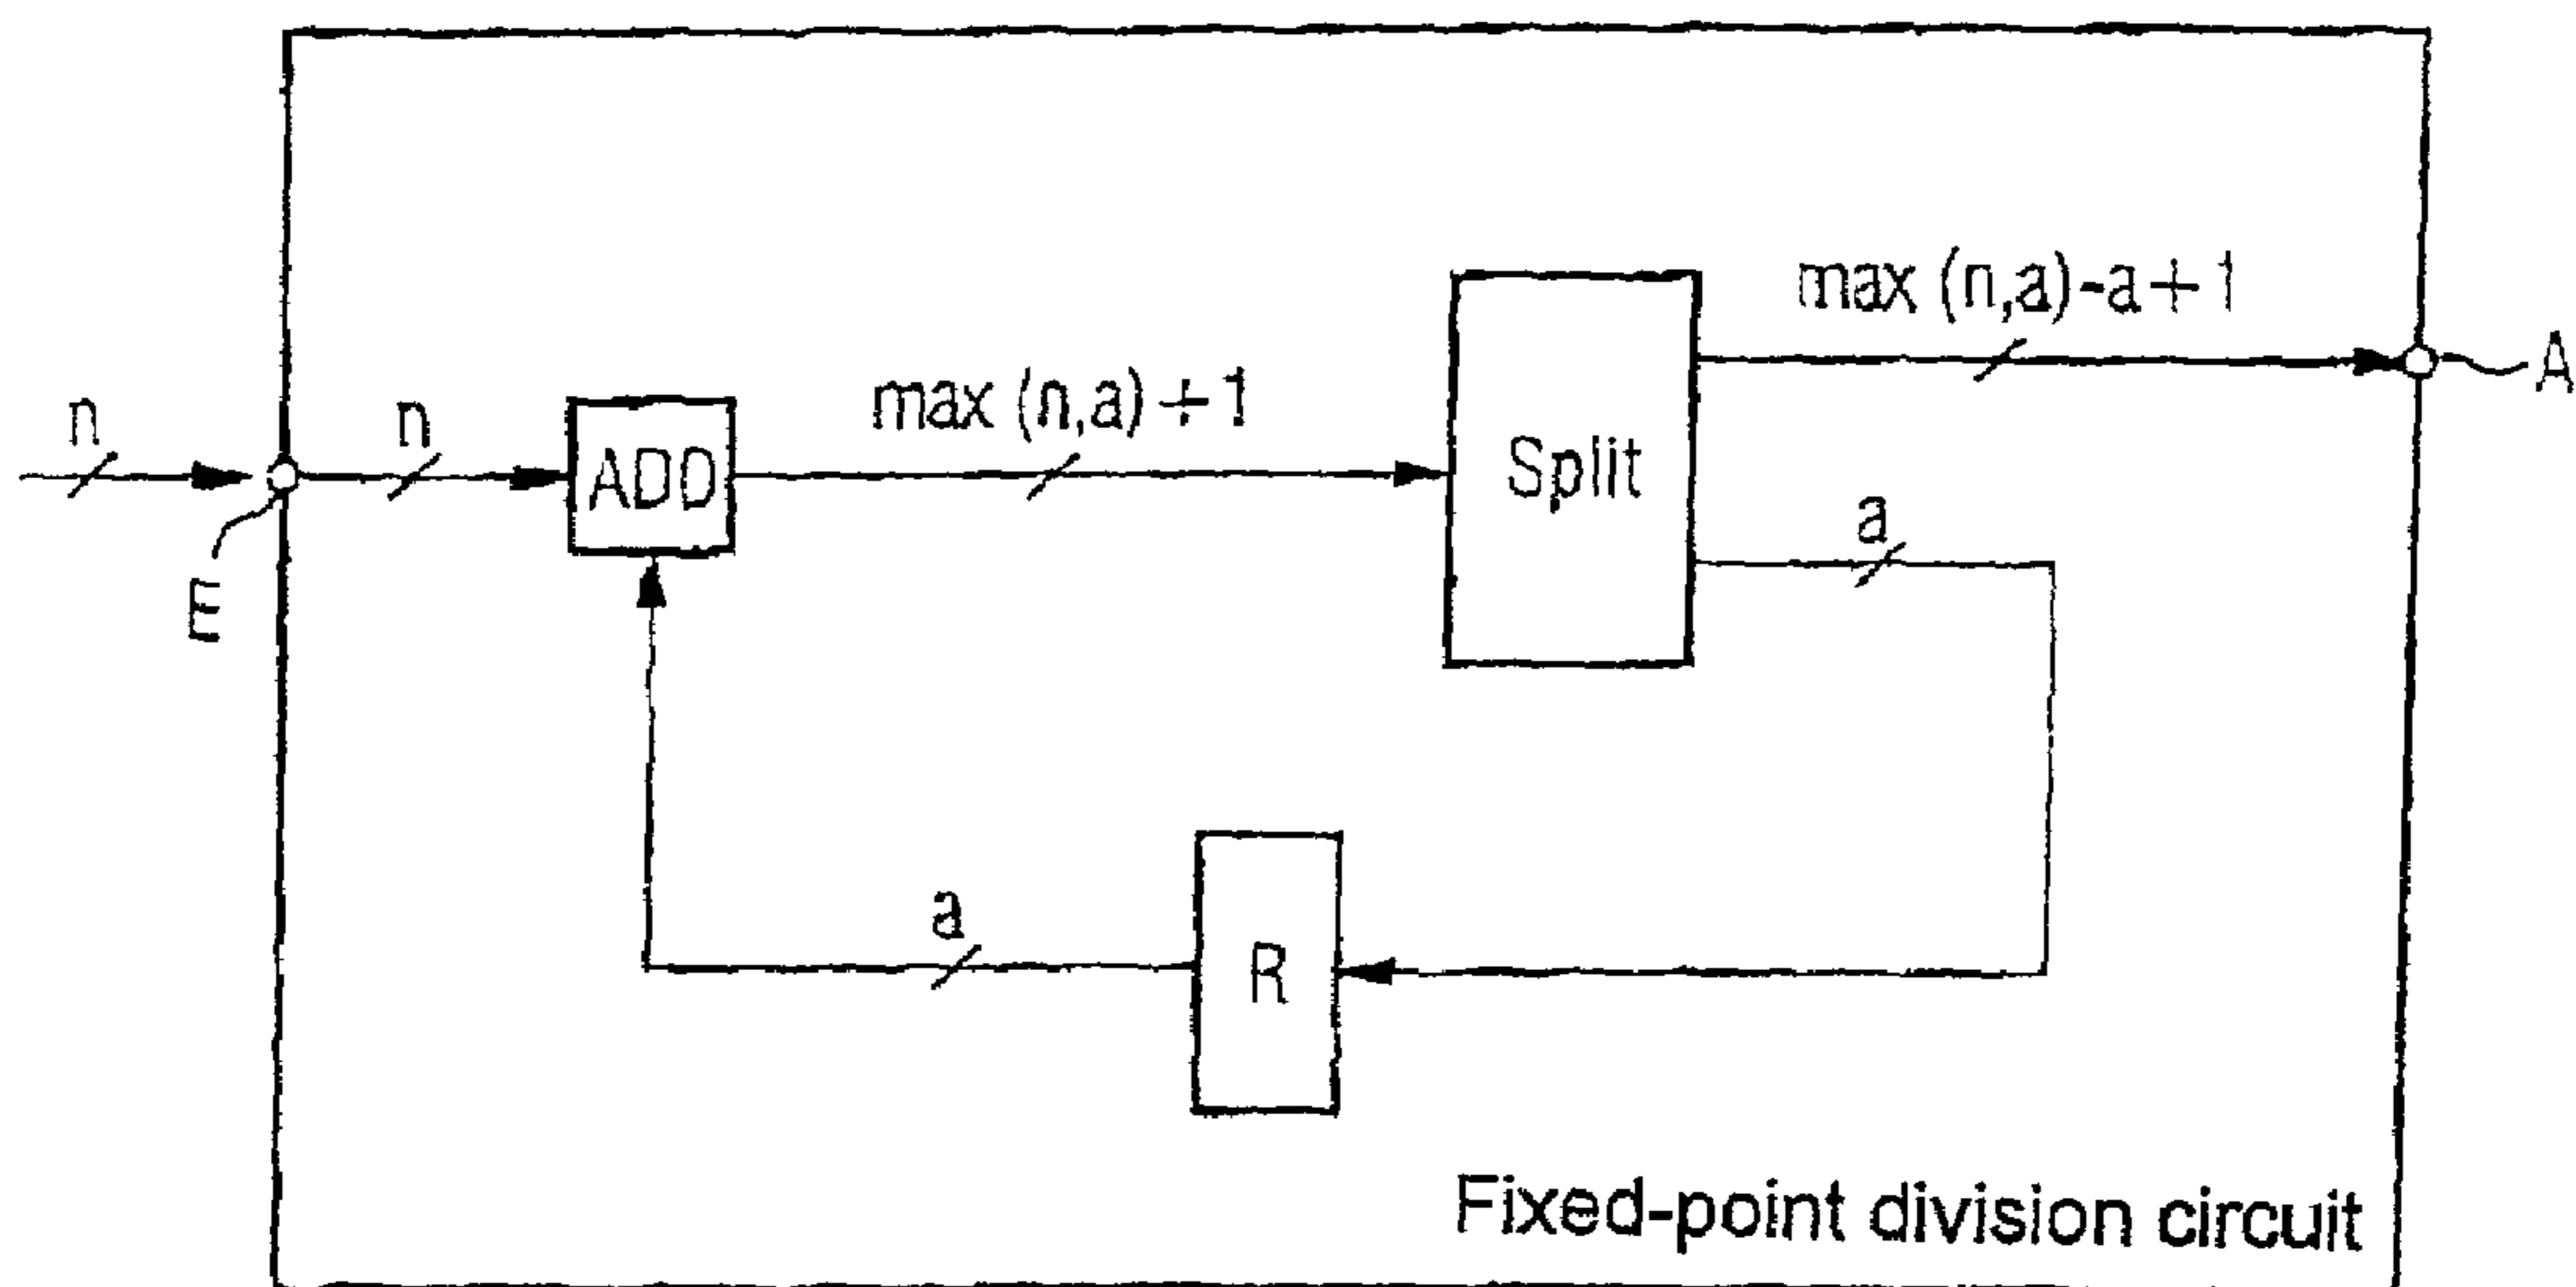 max (n,a)-a+1
A
n
n
ADD
max (n,a)+1
Split
a
E
a
R
Fixed-point division circuit